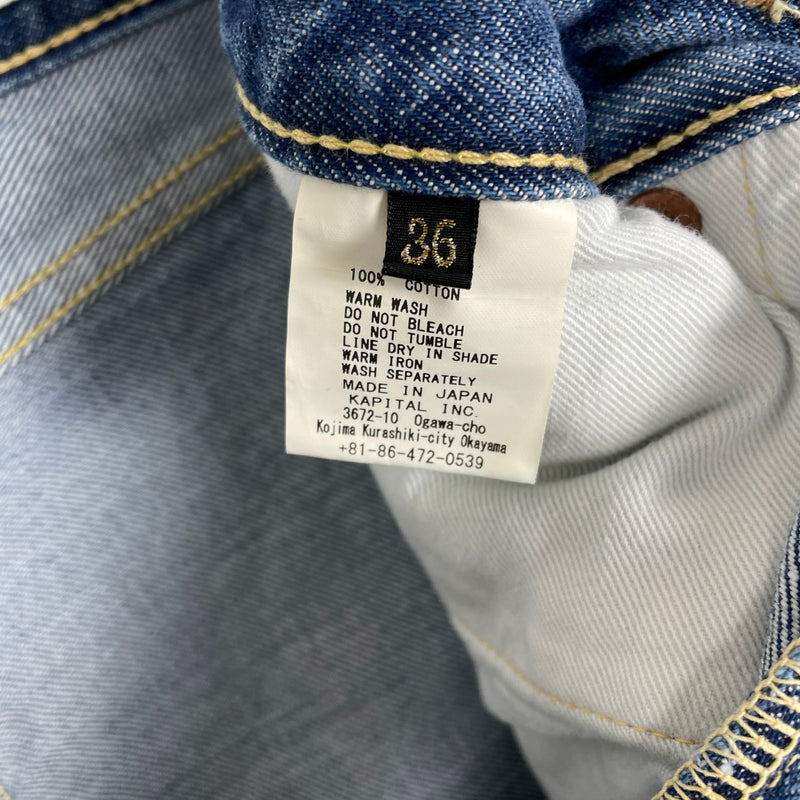 36
100% COTTON
WARM WASH
DO NOT BLEACH
DO NOT TUMBLE
LINE DRY IN SHADE
WARM IRON
WASH SEPARATELY
MADE IN JAPAN
KAPITAL INC.
3672-10 Ogawa-cho
Kojima Kurashiki-city Okayama
+81-86-472-0539